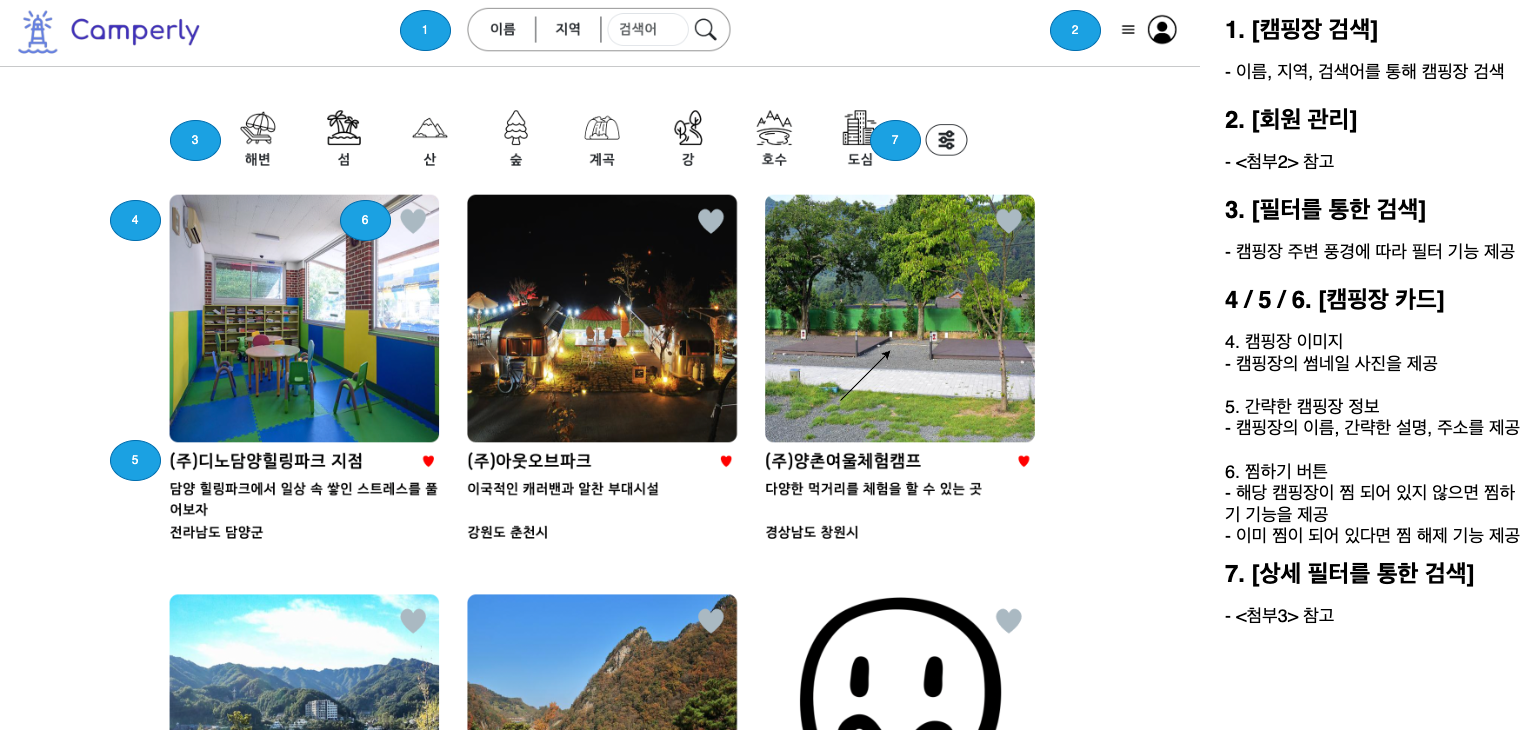 Camperly
1
이름
지역
검색어
2
3
해변
섬
산
숲
계곡
강
호수
도심
7
4
6
5
(주)디노담양힐링파크 지점
담양 힐링파크에서 일상 속 쌓인 스트레스를 풀
어보자
전라남도 담양군
(주)아웃오브파크
이국적인 캐러밴과 알찬 부대시설
강원도 춘천시
(주)양촌여울체험캠프
다양한 먹거리를 체험을 할 수 있는 곳
경상남도 창원시
1. [캠핑장 검색]
- 이름, 지역, 검색어를 통해 캠핑장 검색
2. [회원 관리]
- <첨부2> 참고
3. [필터를 통한 검색]
- 캠핑장 주변 풍경에 따라 필터 기능 제공
4 / 5 / 6. [캠핑장 카드]
4. 캠핑장 이미지
- 캠핑장의 썸네일 사진을 제공
5. 간략한 캠핑장 정보
- 캠핑장의 이름, 간략한 설명, 주소를 제공
6. 찜하기 버튼
- 해당 캠핑장이 찜 되어 있지 않으면 찜하
기 기능을 제공
- 이미 찜이 되어 있다면 찜 해제 기능 제공
7. [상세 필터를 통한 검색]
- <첨부3> 참고